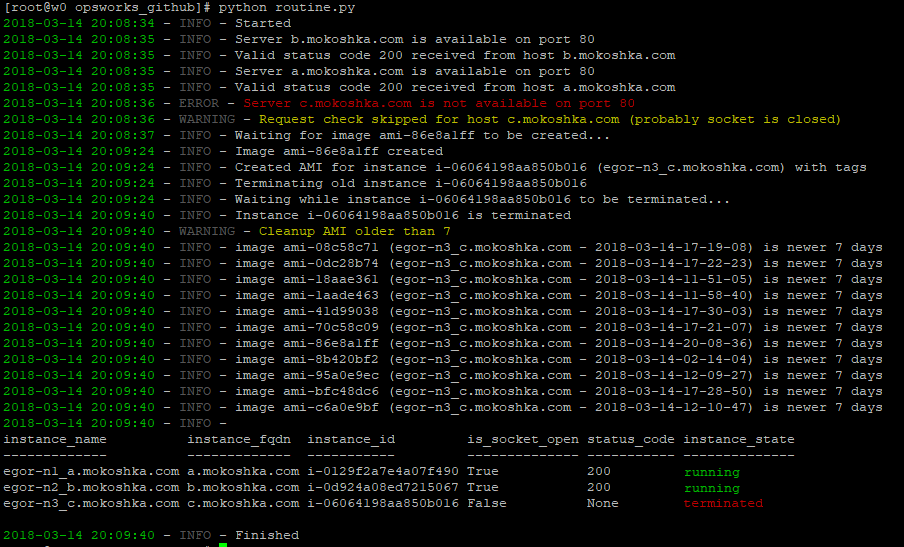 [root@w0 opsworks_github]# python routine.py
2018-03-14 20:08:34 - INFO - Started
2018-03-14 20:08:35 - INFO - Server b.mokoshka.com is available on port 80
2018-03-14 20:08:35 - INFO - Valid status code 200 received from host b.mokoshka.com
2018-03-14 20:08:35 - INFO - Server a.mokoshka.com is available on port 80
2018-03-14 20:08:35 - INFO - Valid status code 200 received from host a.mokoshka.com
2018-03-14 20:08:36 - ERROR - Server c.mokoshka.com is not available on port 80
2018-03-14 20:08:36 - WARNING - Request check skipped for host c.mokoshka.com (probably socket is closed)
2018-03-14 20:08:37 - INFO - Waiting for image ami-86e8a1ff to be created...
2018-03-14 20:09:24 - INFO - Image ami-86e8a1ff created
2018-03-14 20:09:24 - INFO - Created AMI for instance i-06064198aa850b016 (egor-n3_c.mokoshka.com) with tags
2018-03-14 20:09:24 - INFO - Terminating old instance i-06064198aa850b016
2018-03-14 20:09:24 - INFO - Waiting while instance i-06064198aa850b016 to be terminated...
2018-03-14 20:09:40 - INFO - Instance i-06064198aa850b016 is terminated
2018-03-14 20:09:40 - WARNING - Cleanup AMI older than 7
2018-03-14 20:09:40 - INFO - image ami-08c58c71 (egor-n3_c.mokoshka.com - 2018-03-14-17-19-08) is newer 7 days
2018-03-14 20:09:40 - INFO - image ami-0dc28b74 (egor-n3_c.mokoshka.com - 2018-03-14-17-22-23) is newer 7 days
2018-03-14 20:09:40 - INFO - image ami-18aae361 (egor-n3_c.mokoshka.com - 2018-03-14-11-51-05) is newer 7 days
2018-03-14 20:09:40 - INFO - image ami-1aade463 (egor-n3_c.mokoshka.com - 2018-03-14-11-58-40) is newer 7 days
2018-03-14 20:09:40 - INFO - image ami-41d99038 (egor-n3_c.mokoshka.com - 2018-03-14-17-30-03) is newer 7 days
2018-03-14 20:09:40 - INFO - image ami-70c58c09 (egor-n3_c.mokoshka.com - 2018-03-14-17-21-07) is newer 7 days
2018-03-14 20:09:40 - INFO - image ami-86e8a1ff (egor-n3_c.mokoshka.com - 2018-03-14-20-08-36) is newer 7 days
2018-03-14 20:09:40 - INFO - image ami-8b420bf2 (egor-n3_c.mokoshka.com - 2018-03-14-02-14-04) is newer 7 days
2018-03-14 20:09:40 - INFO - image ami-95a0e9ec (egor-n3_c.mokoshka.com - 2018-03-14-12-09-27) is newer 7 days
2018-03-14 20:09:40 - INFO - image ami-bfc48dc6 (egor-n3_c.mokoshka.com - 2018-03-14-17-28-50) is newer 7 days
2018-03-14 20:09:40 - INFO - image ami-c6a0e9bf (egor-n3_c.mokoshka.com - 2018-03-14-12-10-47) is newer 7 days
2018-03-14 20:09:40 - INFO -
instance_name          instance_fqdn  instance_id         is_socket_open status_code instance_state
-------------          -------------  -----------         -------------- ----------- --------------
egor-n1_a.mokoshka.com a.mokoshka.com i-0129f2a7e4a07f490 True           200         running
egor-n2_b.mokoshka.com b.mokoshka.com i-0d924a08ed7215067 True           200         running
egor-n3_c.mokoshka.com c.mokoshka.com i-06064198aa850b016 False          None        terminated
2018-03-14 20:09:40 - INFO - Finished